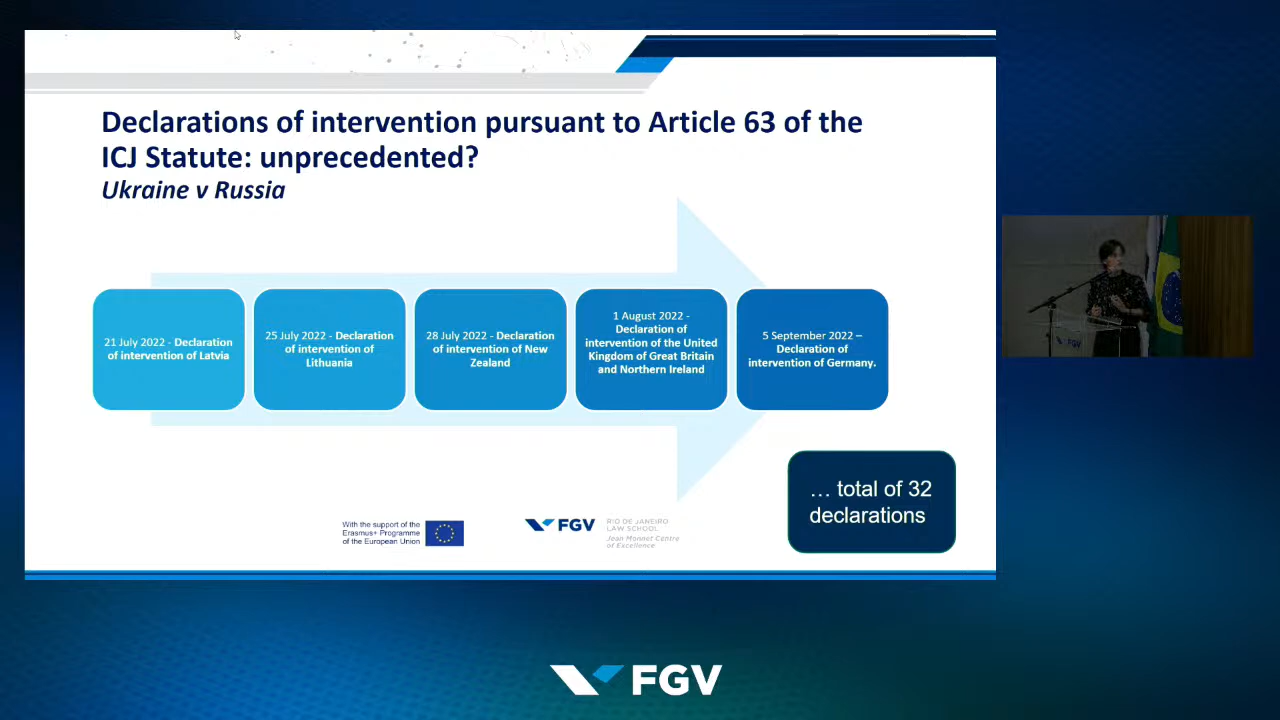 Declarations of intervention pursuant to Article 63 of the
ICJ Statute: unprecedented?
Ukraine v Russia
21 July 2022 - Declaration
of intervention of Latvia
25 July 2022 - Declaration
of intervention of
Lithuania
28 July 2022 - Declaration
of intervention of New
Zealand
1 August 2022 -
Declaration of
intervention of the United
Kingdom of Great Britain
and Northern Ireland
5 September 2022 –
Declaration of
intervention of Germany.
… total of 32
declarations
With the support of the
Erasmus+ Programme
of the European Union
FGV
RIO DE JANEIRO
LAW SCHOOL
Jean Monnet Centre
of Excellence
FGV
FGV